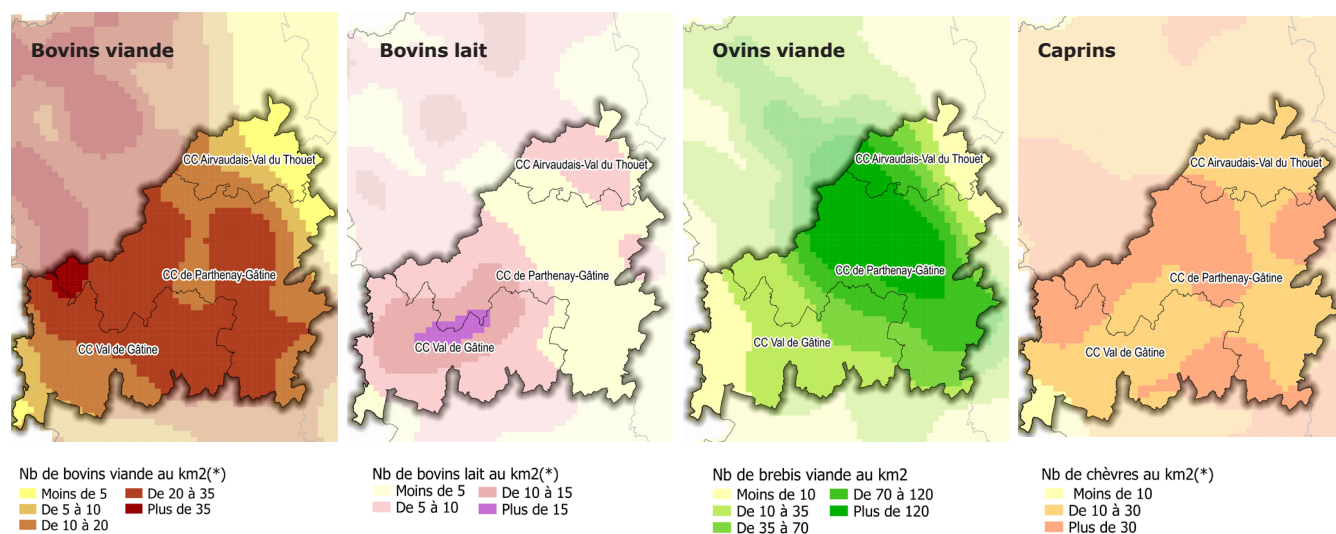 Bovins viande
CC Airvaudais-Val du Thouet
CC de Parthenay-Gâtine
CC Val de Gâtine
Nb de bovins viande au km2(*)
Moins de 5
De 5 à 10
De 10 à 20
De 20 à 35
Plus de 35
Bovins lait
CC Airvaudais-Val du Thouet
CC de Parthenay-Gâtine
CC Val de Gâtine
Nb de bovins lait au km2(*)
Moins de 5
De 5 à 10
De 10 à 15
Plus de 15
Ovins viande
CC Airvaudais-Val du Thouet
CC de Parthenay-Gâtine
CC Val de Gâtine
Nb de brebis viande au km2
Moins de 10
De 10 à 35
De 35 à 70
De 70 à 120
Plus de 120
Caprins
CC Airvaudais-Val du Thouet
CC de Parthenay-Gâtine
CC Val de Gâtine
Nb de chèvres au km2(*)
Moins de 10
De 10 à 30
Plus de 30